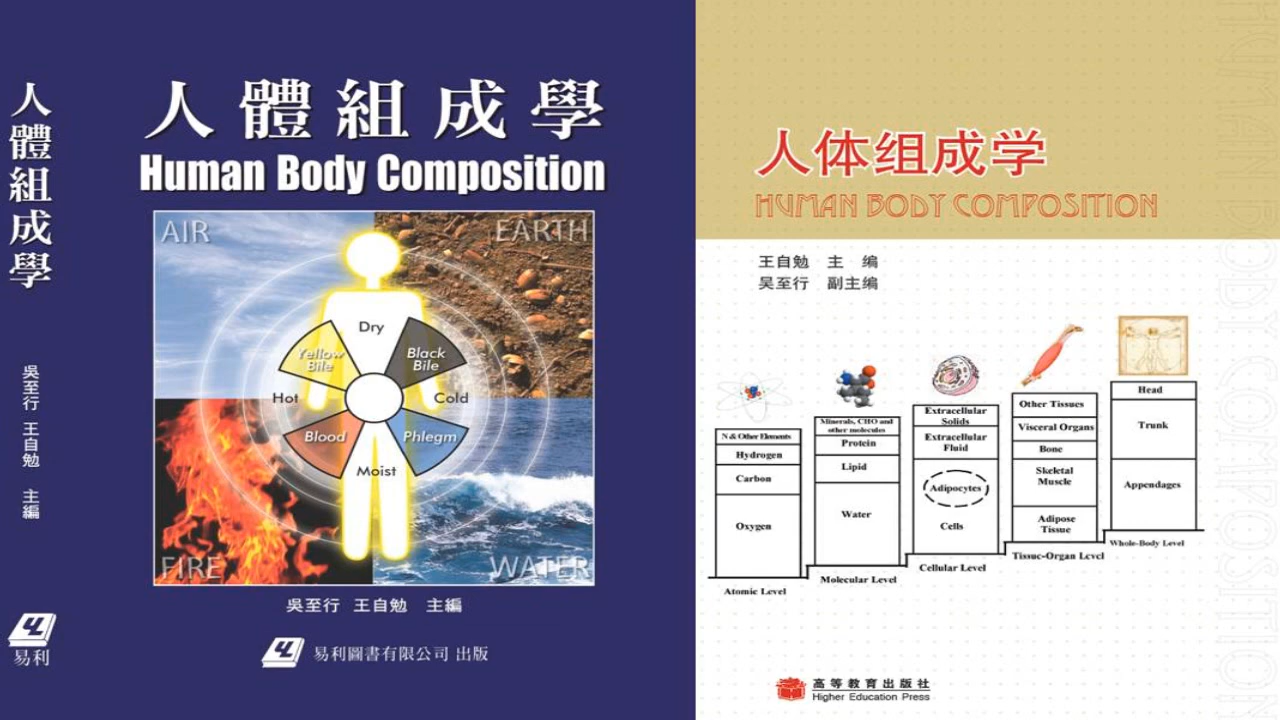 人體組成學
吳至行 王自勉 主編
易利
人體組成學
Human Body Composition
AIR
EARTH
Dry
Yellow
Bile
Black
Bile
Hot
Cold
Blood
Phlegm
Moist
FIRE
WATER
吳至行 王自勉 主編
易利圖書有限公司 出版
人体组成学
HUMAN BODY COMPOSITION
王自勉 主 编
吴至行 副主编
N & Other Elements
Hydrogen
Carbon
Oxygen
Atomic Level
Minerals, CHO and
other molecules
Protein
Lipid
Water
Molecular Level
Extracellular
Solids
Extracellular
Fluid
Adipocytes
Cells
Cellular Level
Other Tissues
Visceral Organs
Bone
Skeletal
Muscle
Adipose
Tissue
Tissue-Organ Level
Head
Trunk
Appendages
Whole-Body Level
高等教育出版社
Higher Education Press
HUMAN BODY COMPOSITION